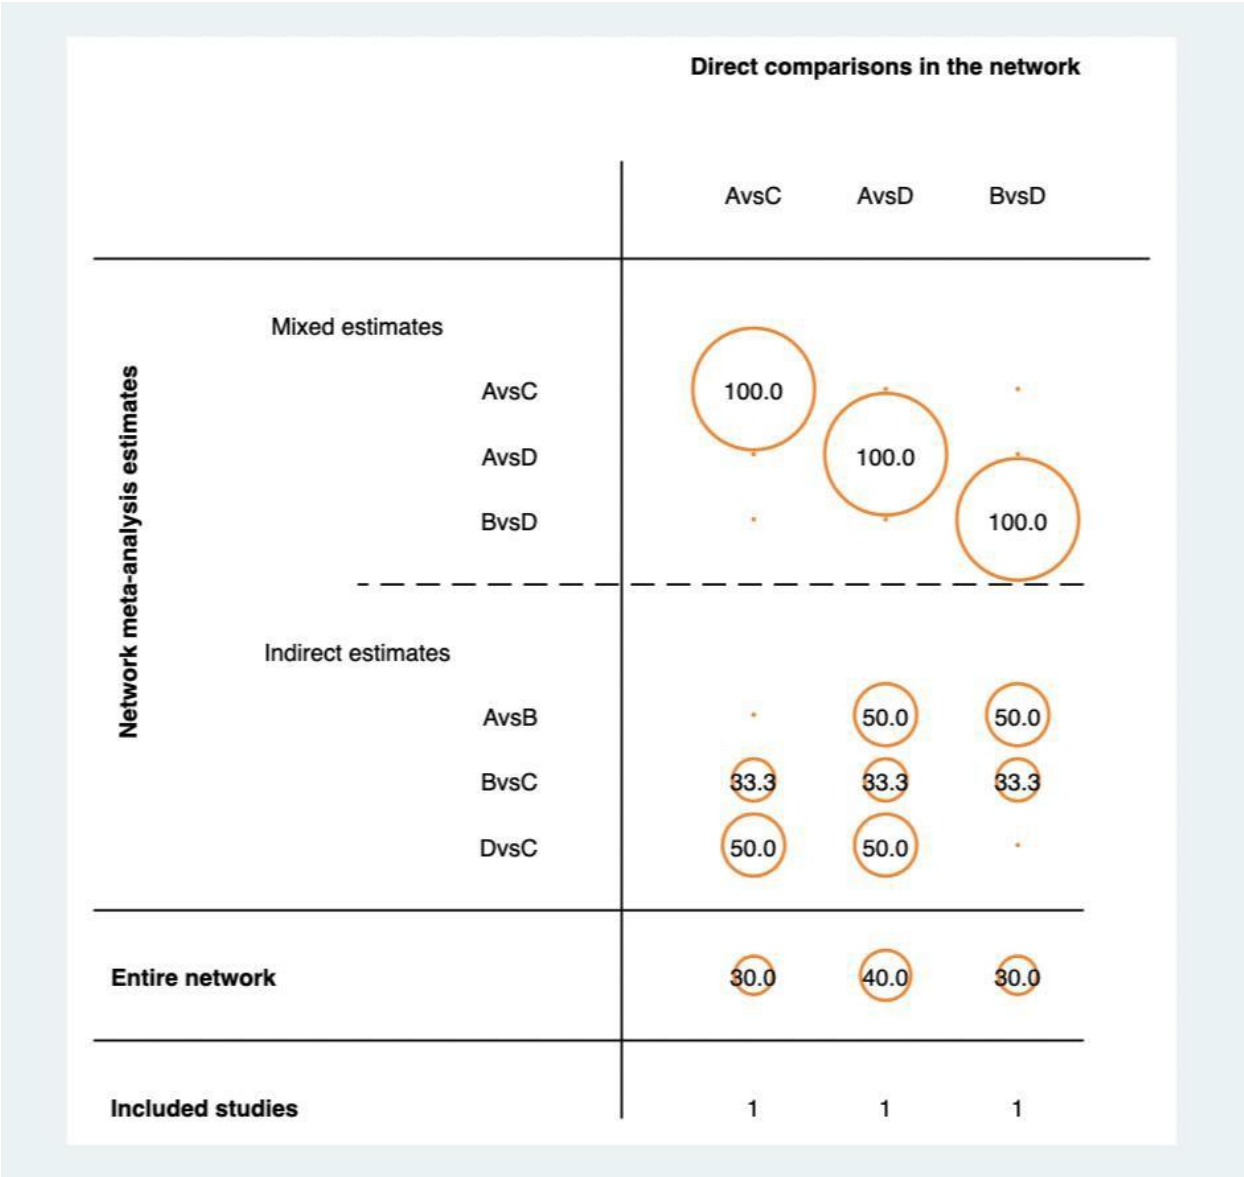 Direct comparisons in the network
AvsC AvsD BvsD
Network meta-analysis estimates
Mixed estimates
AvsC 100.0
AvsD 100.0
BvsD 100.0
Indirect estimates
AvsB 50.0 50.0
BvsC 33.3 33.3 33.3
DvsC 50.0 50.0
Entire network 30.0 40.0 30.0
Included studies 1 1 1